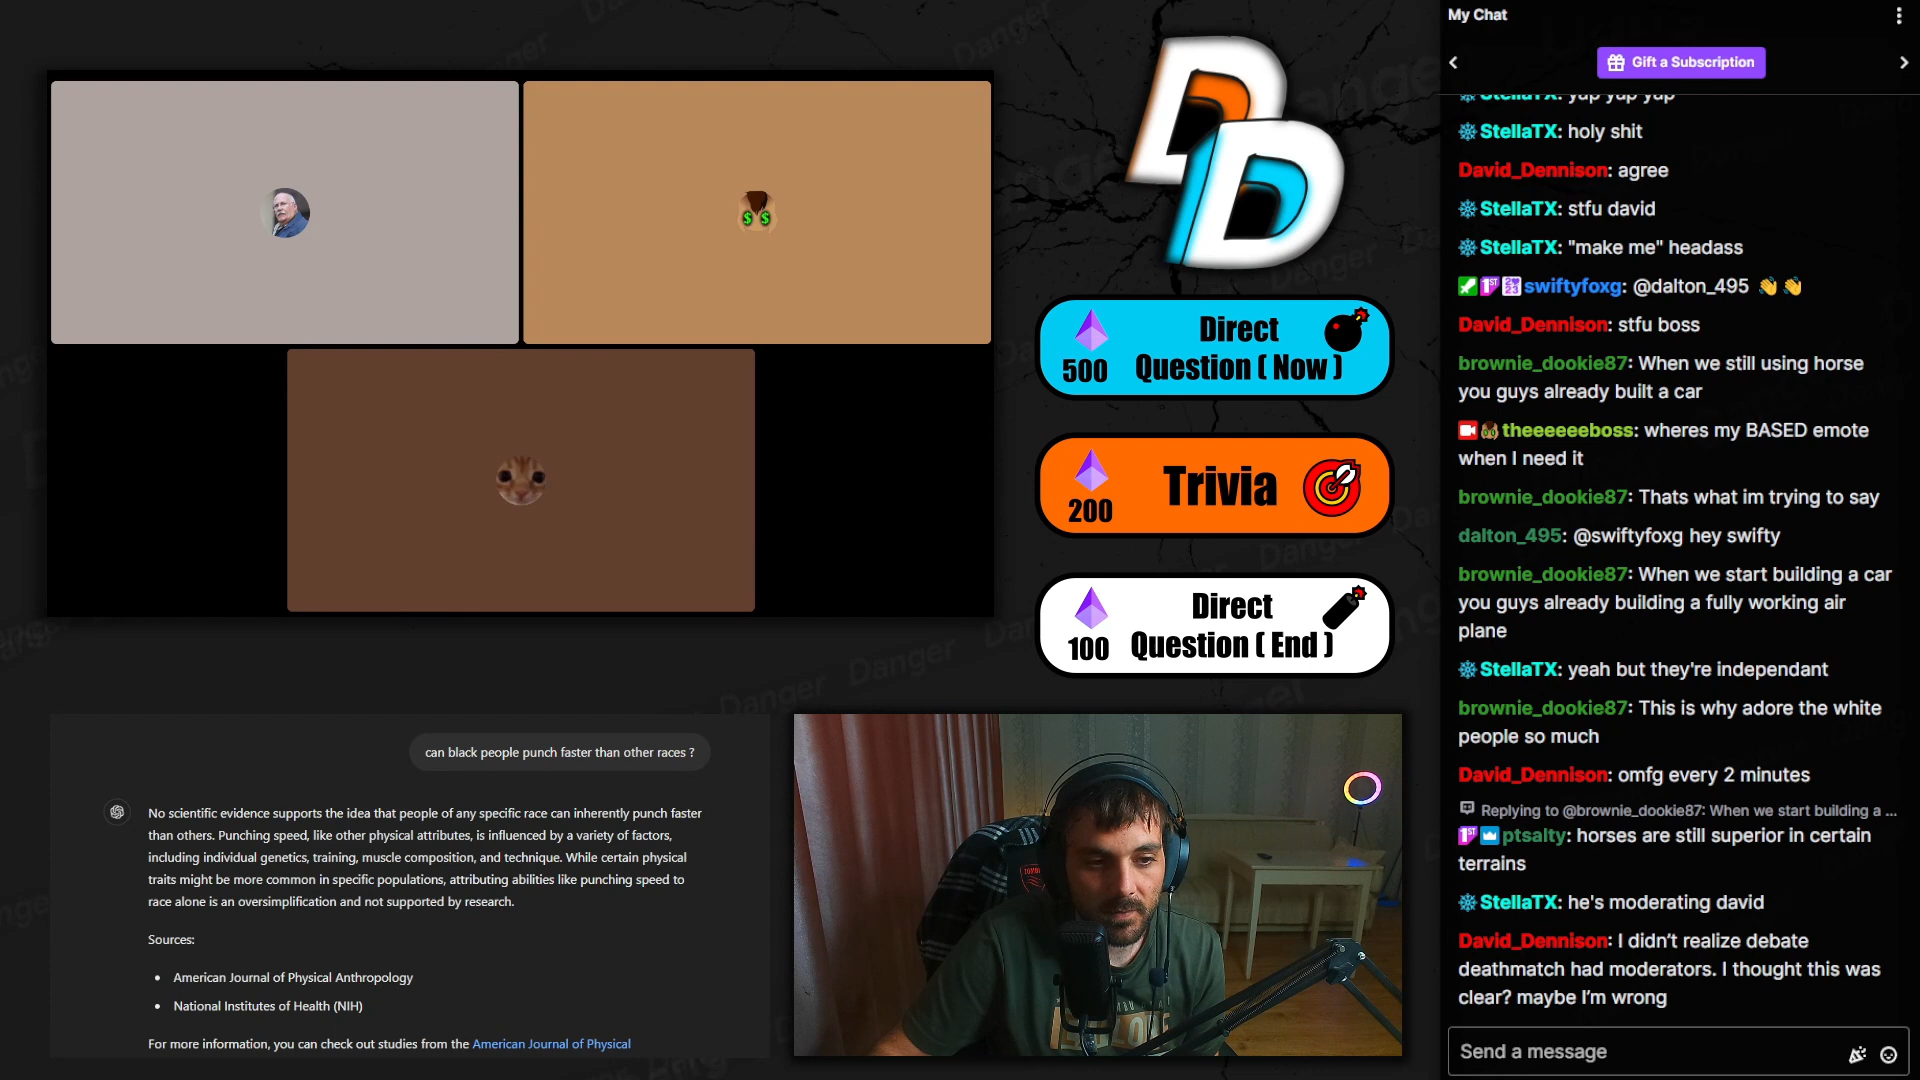 DD
500
Direct
Question ( Now )
200
Trivia
100
Direct
Question ( End )
can black people punch faster than other races ?
No scientific evidence supports the idea that people of any specific race can inherently punch faster
than others. Punching speed, like other physical attributes, is influenced by a variety of factors,
including individual genetics, training, muscle composition, and technique. While certain physical
traits might be more common in specific populations, attributing abilities like punching speed to
race alone is an oversimplification and not supported by research.
Sources:
American Journal of Physical Anthropology
National Institutes of Health (NIH)
For more information, you can check out studies from the American Journal of Physical
My Chat
Gift a Subscription
StellaTX: yap yap yap
StellaTX: holy shit
David_Dennison: agree
StellaTX: stfu david
StellaTX: "make me" headass
swiftyfoxg: @dalton_495
David_Dennison: stfu boss
brownie_dookie87: When we still using horse
you guys already built a car
theeeeeeboss: wheres my BASED emote
when I need it
brownie_dookie87: Thats what im trying to say
dalton_495: @swiftyfoxg hey swifty
brownie_dookie87: When we start building a car
you guys already building a fully working air
plane
StellaTX: yeah but they're independant
brownie_dookie87: This is why adore the white
people so much
David_Dennison: omfg every 2 minutes
Replying to @brownie_dookie87: When we start building a ...
ptsalty: horses are still superior in certain
terrains
StellaTX: he's moderating david
David_Dennison: I didn't realize debate
deathmatch had moderators. I thought this was
clear? maybe I'm wrong
Send a message